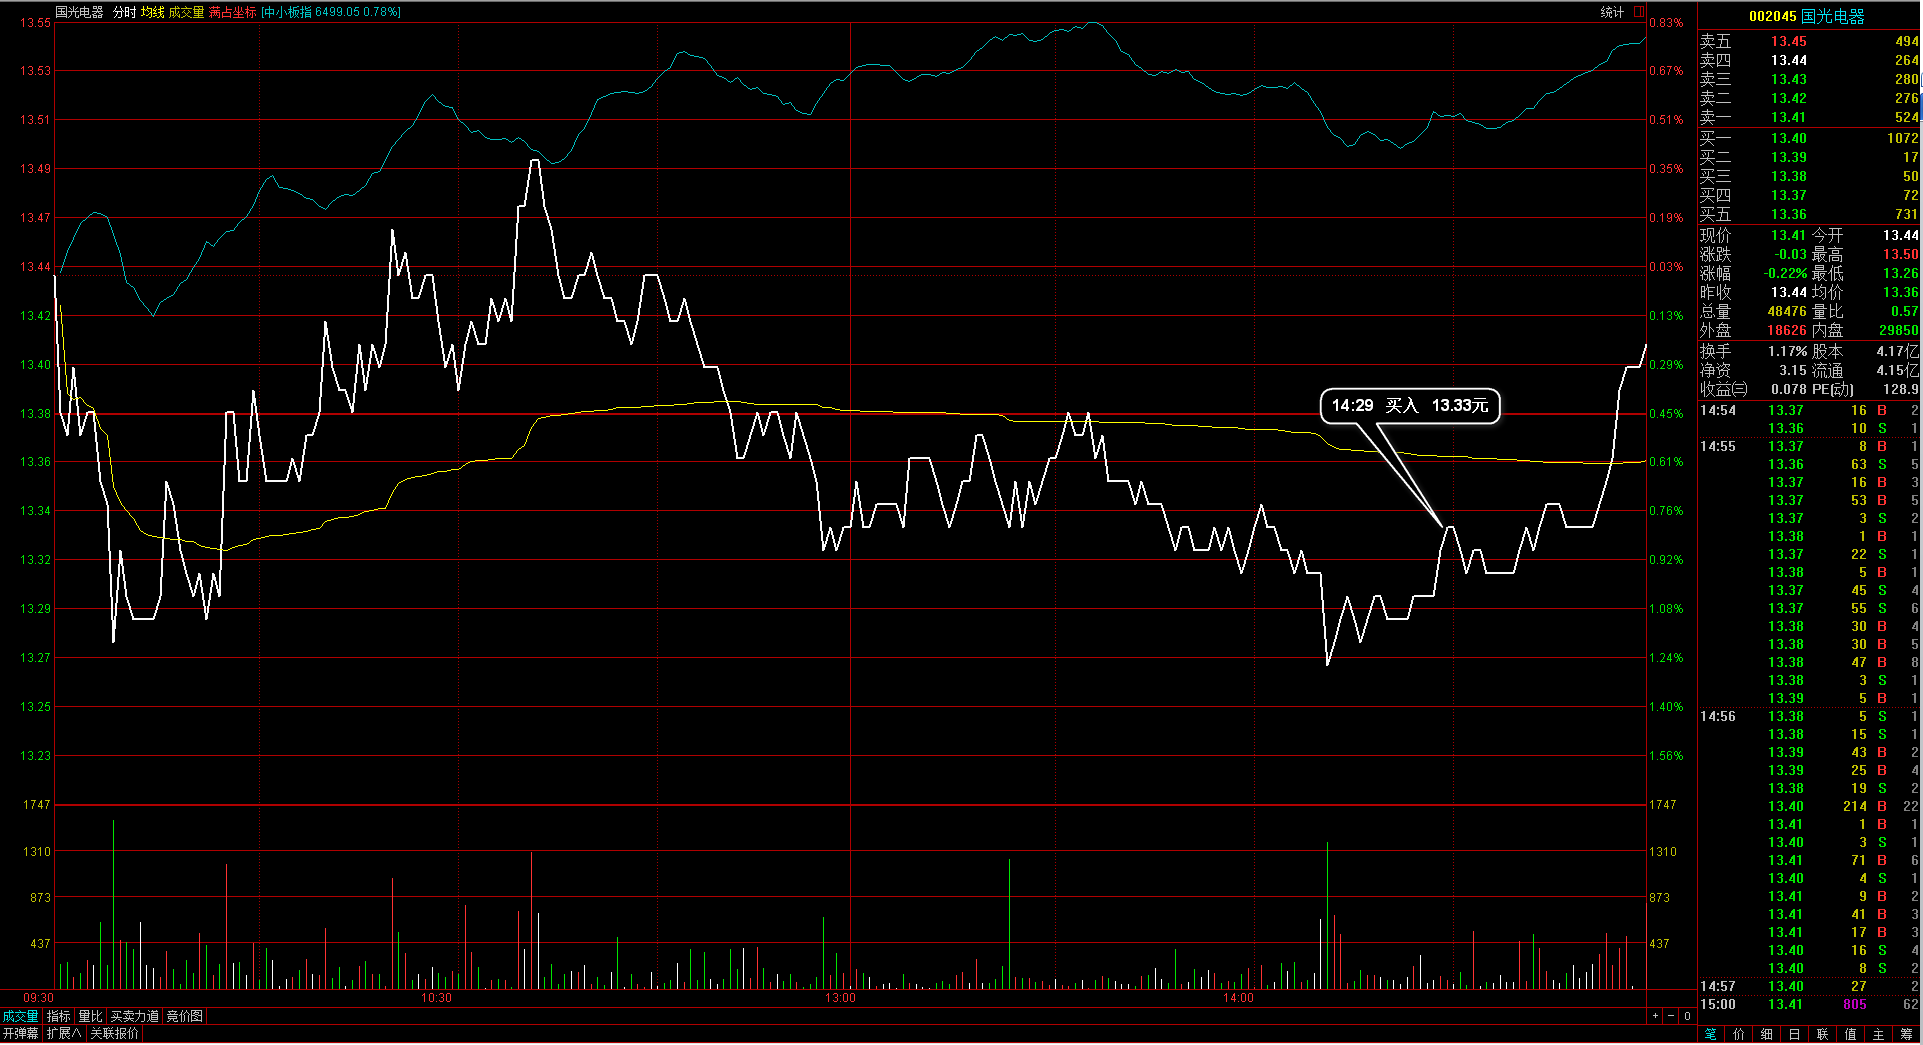 国光电器 分时 均线 成交量 满占坐标 [中小板指 6499.05 0.78%] 统计
13.55 0.83%
13.53 0.67%
13.51 0.51%
13.49 0.35%
13.47 0.19%
13.44 0.03%
13.42 0.13%
13.40 0.29%
13.38 0.45%
13.36 0.61%
13.34 0.76%
13.32 0.92%
13.29 1.08%
13.27 1.24%
13.25 1.40%
13.23 1.56%
1747 1747
1310 1310
873 873
437 437
14:29 买入 13.33元
09:30 10:30 13:00 14:00
成交量 指标 量比 买卖力道 竞价图 + - 0
开弹幕 扩展∧ 关联报价
002045 国光电器
卖五 13.45 494
卖四 13.44 264
卖三 13.43 280
卖二 13.42 276
卖一 13.41 524
买一 13.40 1072
买二 13.39 17
买三 13.38 50
买四 13.37 72
买五 13.36 731
现价 13.41 今开 13.44
涨跌 -0.03 最高 13.50
涨幅 -0.22% 最低 13.26
昨收 13.44 均价 13.36
总量 48476 量比 0.57
外盘 18626 内盘 29850
换手 1.17% 股本 4.17亿
净资 3.15 流通 4.15亿
收益㈢ 0.078 PE(动) 128.9
14:54 13.37 16 B 2
13.36 10 S 1
14:55 13.37 8 B 1
13.36 63 S 5
13.37 16 B 3
13.37 53 B 5
13.37 3 S 2
13.38 1 B 1
13.37 22 S 1
13.38 5 B 1
13.37 45 S 4
13.37 55 S 6
13.38 30 B 4
13.38 30 B 5
13.38 47 B 8
13.38 3 S 1
13.39 5 B 1
14:56 13.38 5 S 1
13.38 15 S 1
13.39 43 B 2
13.39 25 B 4
13.38 19 S 2
13.40 214 B 22
13.41 1 B 1
13.40 3 S 1
13.41 71 B 6
13.40 4 S 1
13.41 9 B 2
13.41 41 B 3
13.41 17 B 3
13.40 16 S 4
13.40 8 S 2
14:57 13.40 27 2
15:00 13.41 805 62
笔 价 细 日 联 值 主 筹